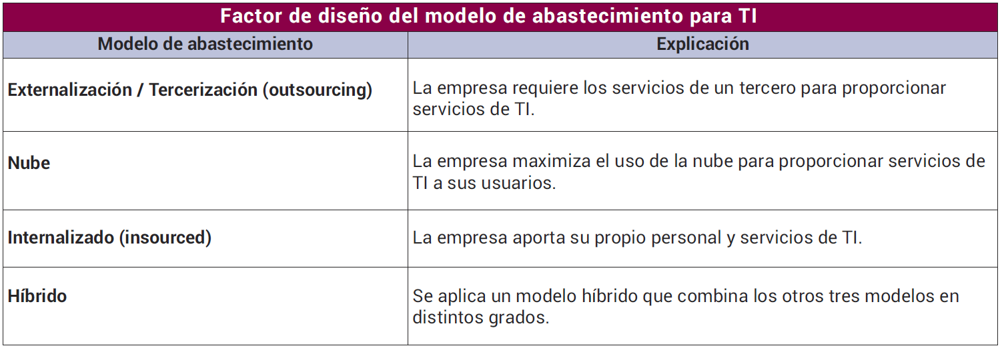 Factor de diseño del modelo de abastecimiento para TI
Modelo de abastecimiento
Explicación
Externalización / Tercerización (outsourcing)
La empresa requiere los servicios de un tercero para proporcionar
servicios de TI.
Nube
La empresa maximiza el uso de la nube para proporcionar servicios de
TI a sus usuarios.
Internalizado (insourced)
La empresa aporta su propio personal y servicios de TI.
Híbrido
Se aplica un modelo híbrido que combina los otros tres modelos en
distintos grados.